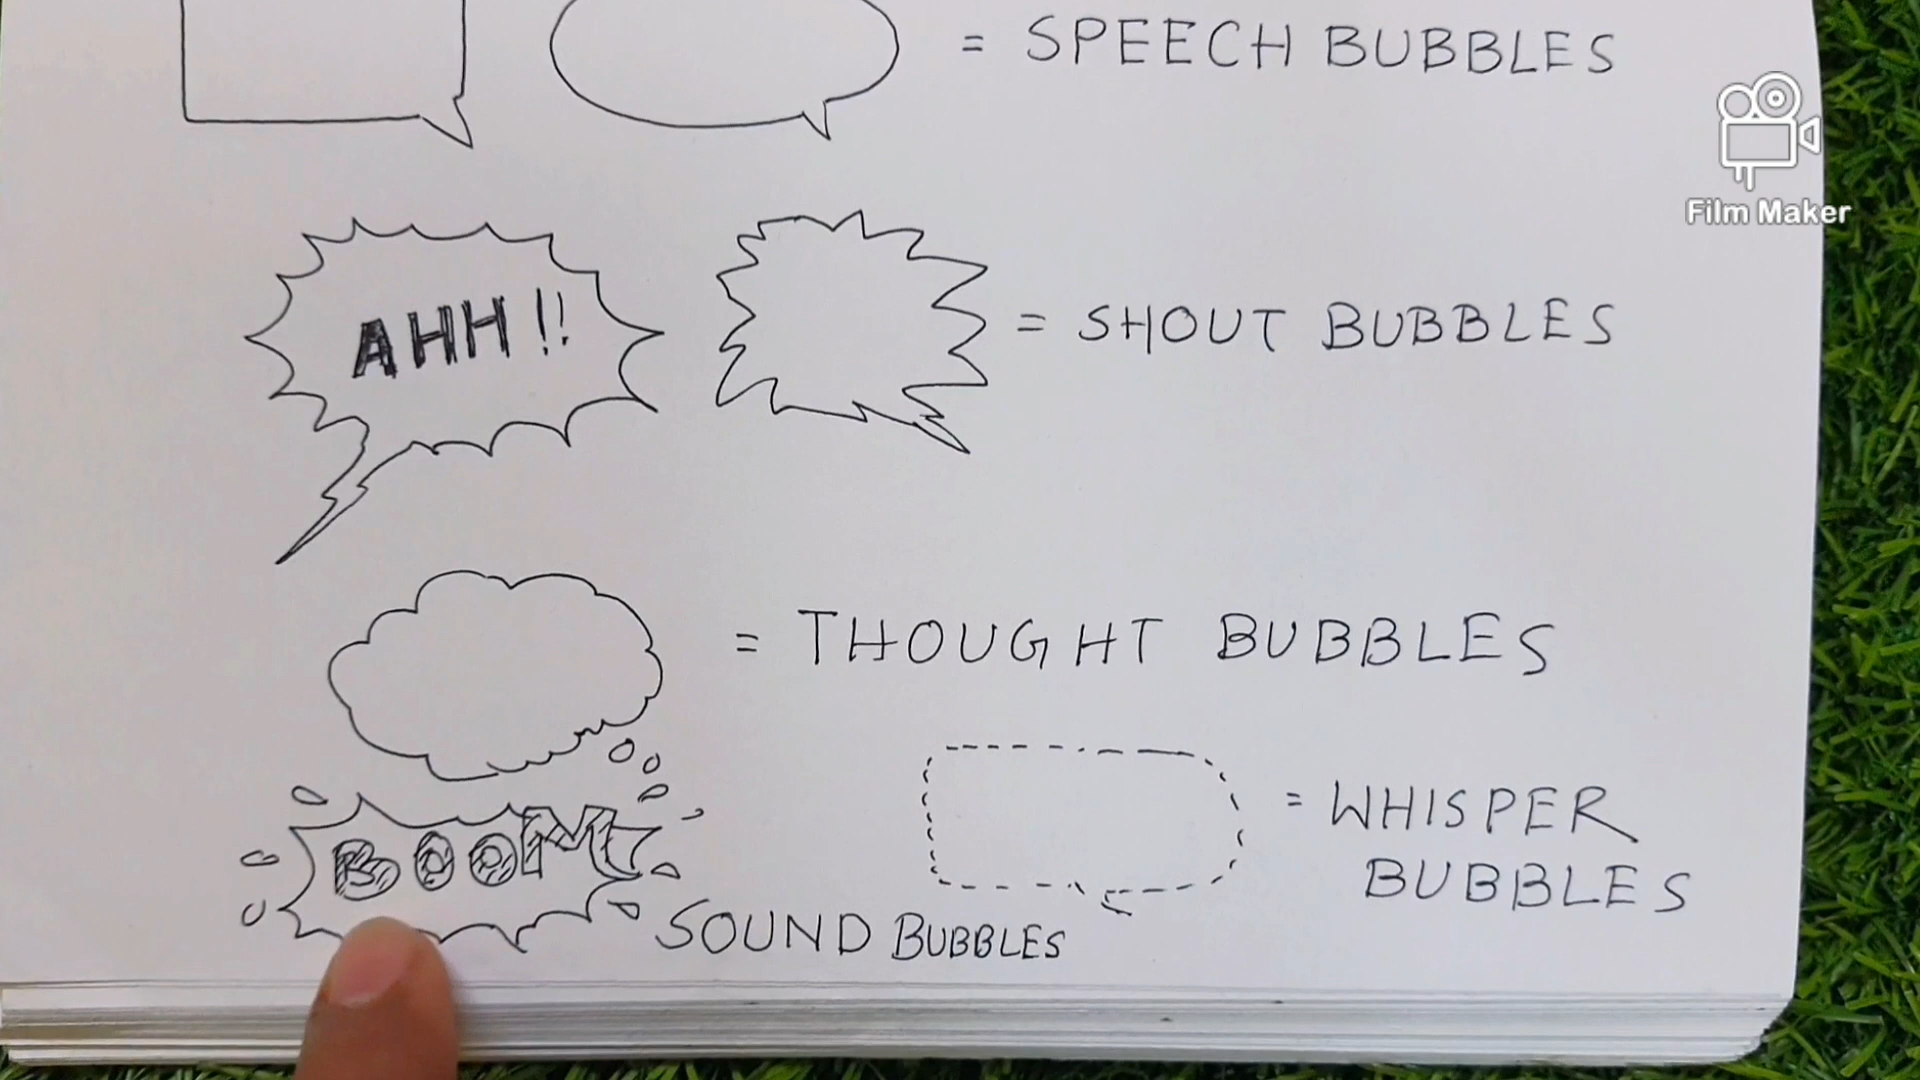 = SPEECH BUBBLES
Film Maker
AHH!!
= SHOUT BUBBLES
= THOUGHT BUBBLES
= WHISPER
BUBBLES
BOOM
SOUND BUBBLES